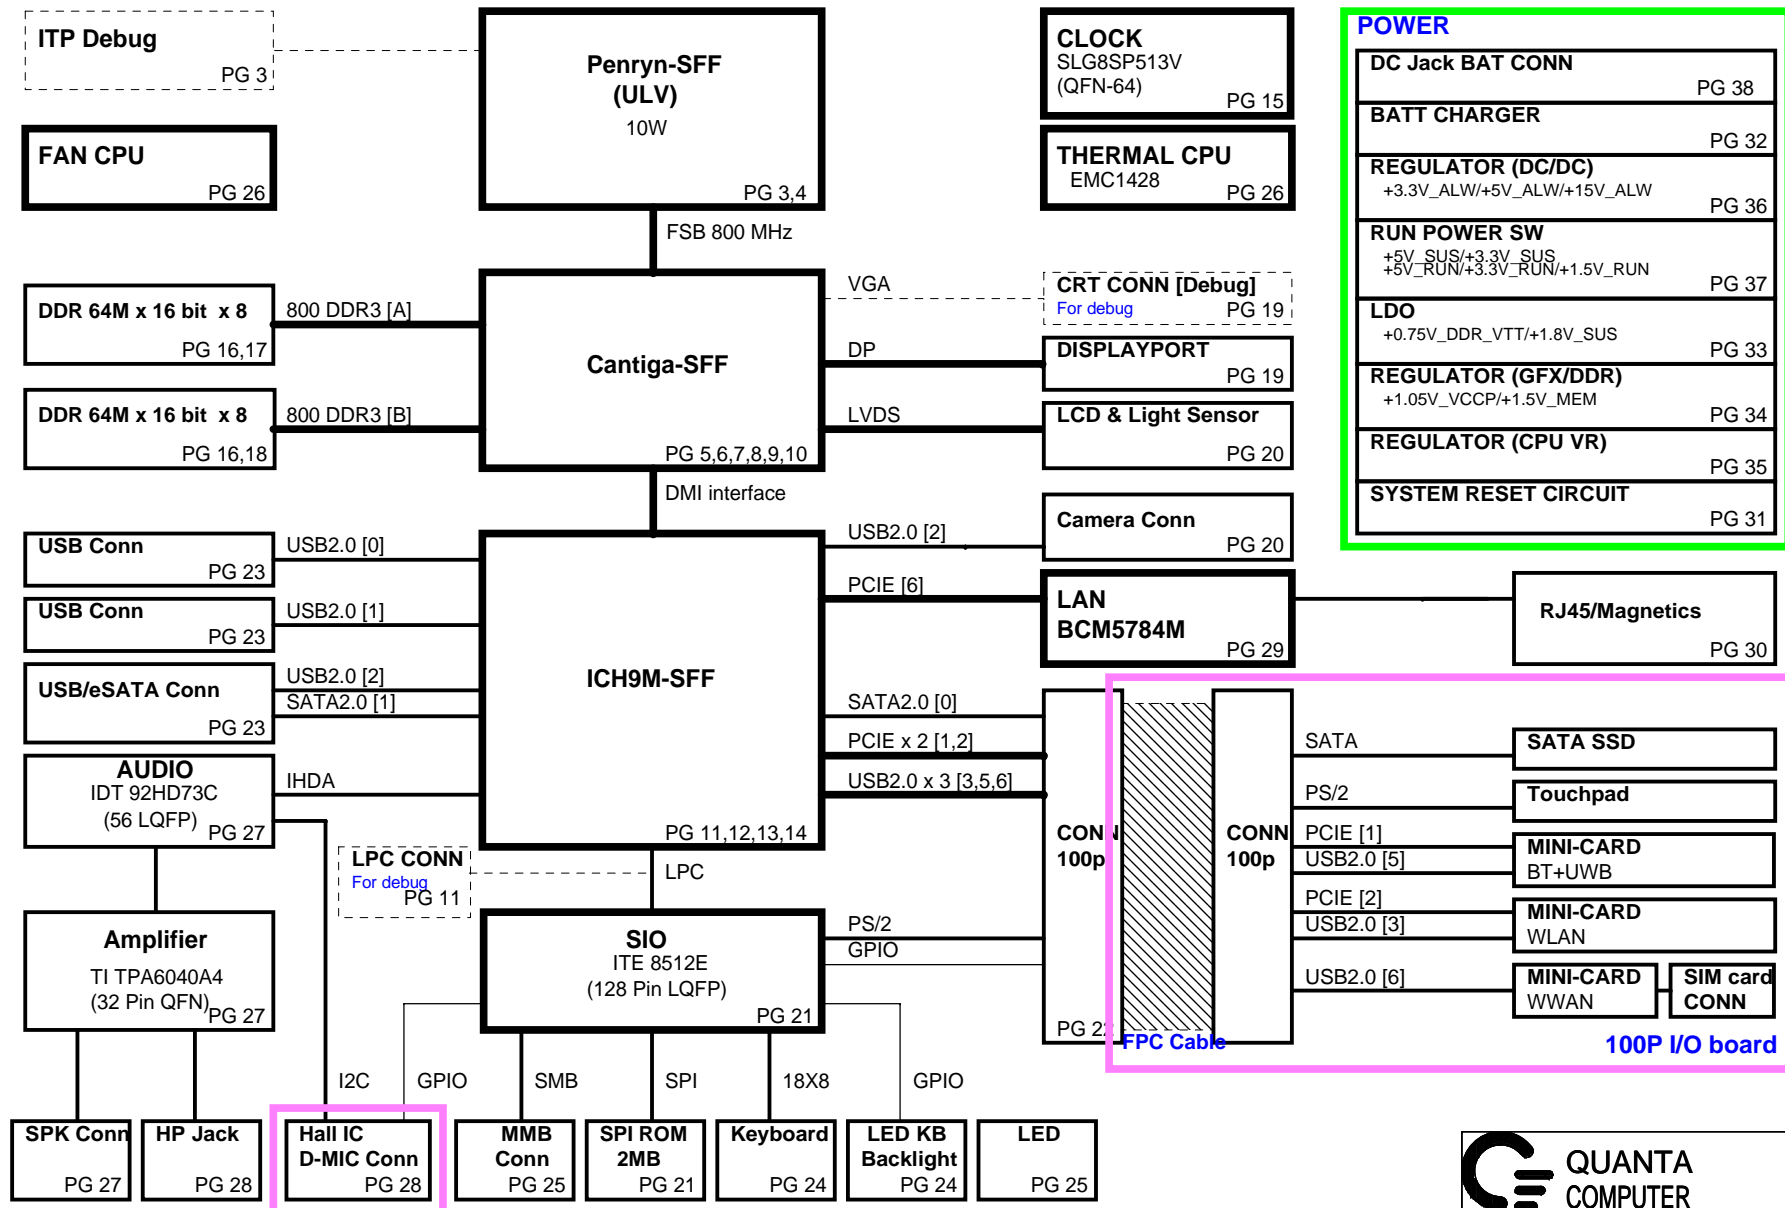 ITP Debug
PG 3
FAN CPU
PG 26
Penryn-SFF
(ULV)
10W
PG 3,4
FSB 800 MHz
CLOCK
SLG8SP513V
(QFN-64)
PG 15
THERMAL CPU
EMC1428
PG 26
POWER
DC Jack BAT CONN
PG 38
BATT CHARGER
PG 32
REGULATOR (DC/DC)
+3.3V_ALW/+5V_ALW/+15V_ALW
PG 36
RUN POWER SW
+5V_SUS/+3.3V_SUS
+5V_RUN/+3.3V_RUN/+1.5V_RUN
PG 37
LDO
+0.75V_DDR_VTT/+1.8V_SUS
PG 33
REGULATOR (GFX/DDR)
+1.05V_VCCP/+1.5V_MEM
PG 34
REGULATOR (CPU VR)
PG 35
SYSTEM RESET CIRCUIT
PG 31
DDR 64M x 16 bit x 8
PG 16,17
800 DDR3 [A]
DDR 64M x 16 bit x 8
PG 16,18
800 DDR3 [B]
Cantiga-SFF
PG 5,6,7,8,9,10
DMI interface
VGA
CRT CONN [Debug]
For debug
PG 19
DP
DISPLAYPORT
PG 19
LVDS
LCD & Light Sensor
PG 20
USB Conn
PG 23
USB2.0 [0]
USB Conn
PG 23
USB2.0 [1]
USB/eSATA Conn
PG 23
USB2.0 [2]
SATA2.0 [1]
ICH9M-SFF
PG 11,12,13,14
USB2.0 [2]
Camera Conn
PG 20
PCIE [6]
LAN
BCM5784M
PG 29
RJ45/Magnetics
PG 30
SATA2.0 [0]
PCIE x 2 [1,2]
USB2.0 x 3 [3,5,6]
AUDIO
IDT 92HD73C
(56 LQFP)
PG 27
IHDA
LPC CONN
For debug
PG 11
LPC
Amplifier
TI TPA6040A4
(32 Pin QFN)
PG 27
SIO
ITE 8512E
(128 Pin LQFP)
PG 21
PS/2
GPIO
CONN
100p
PG 22
FPC Cable
CONN
100p
SATA
SATA SSD
PS/2
Touchpad
PCIE [1]
USB2.0 [5]
MINI-CARD
BT+UWB
PCIE [2]
USB2.0 [3]
MINI-CARD
WLAN
USB2.0 [6]
MINI-CARD
WWAN
SIM card
CONN
100P I/O board
I2C
GPIO
SMB
SPI
18X8
GPIO
SPK Conn
PG 27
HP Jack
PG 28
Hall IC
D-MIC Conn
PG 28
MMB
Conn
PG 25
SPI ROM
2MB
PG 21
Keyboard
PG 24
LED KB
Backlight
PG 24
LED
PG 25
QUANTA
COMPUTER